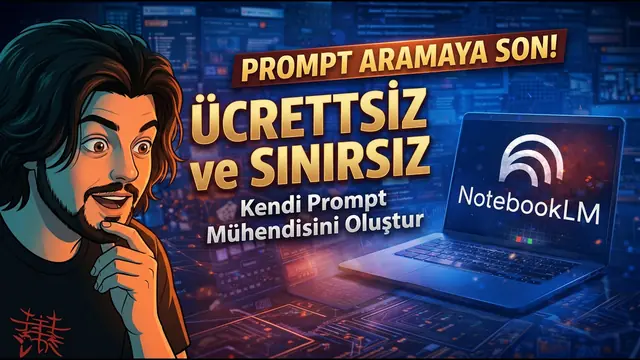 PROMPT ARAMAYA SON!
ÜCRETTSİZ
ve SINIRSIZ
Kendi Prompt
Mühendisini Oluştur
NotebookLM